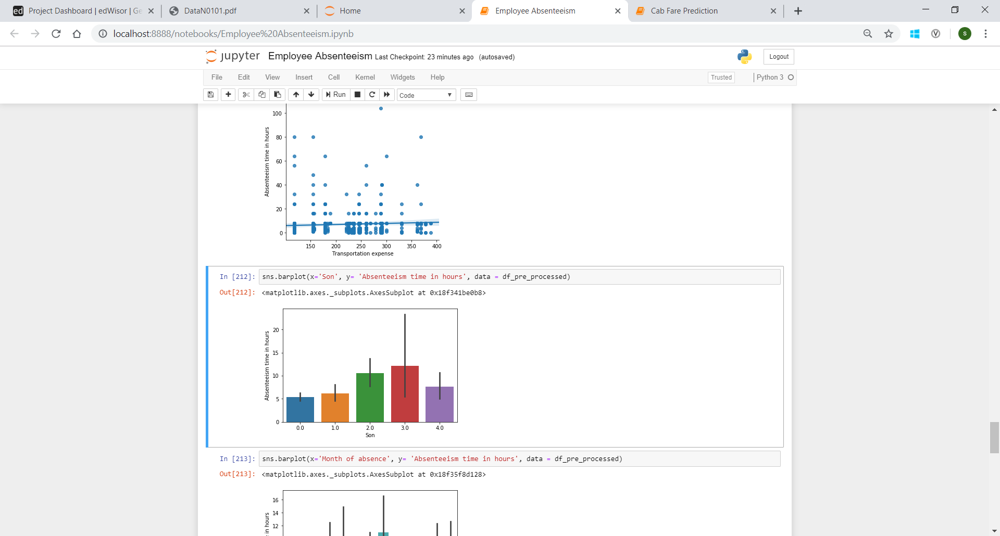 ed Project Dashboard | edWisor | Ge
DataN0101.pdf
Home
Employee Absenteeism
Cab Fare Prediction
localhost:8888/notebooks/Employee%20Absenteeism.ipynb
S
jupyter Employee Absenteeism Last Checkpoint: 23 minutes ago (autosaved)
Logout
File Edit View Insert Cell Kernel Widgets Help
Trusted
Python 3
Run
Code
100
80
60
40
20
0
Absenteeism time in hours
150 200 250 300 350 400
Transportation expense
In [212]: sns.barplot(x='Son', y= 'Absenteeism time in hours', data = df_pre_processed)
Out[212]: <matplotlib.axes._subplots.AxesSubplot at 0x18f341be0b8>
20
15
10
5
0
Absenteeism time in hours
0.0 1.0 2.0 3.0 4.0
Son
In [213]: sns.barplot(x='Month of absence', y= 'Absenteeism time in hours', data = df_pre_processed)
Out[213]: <matplotlib.axes._subplots.AxesSubplot at 0x18f35f8d128>
16
14
12
in hours